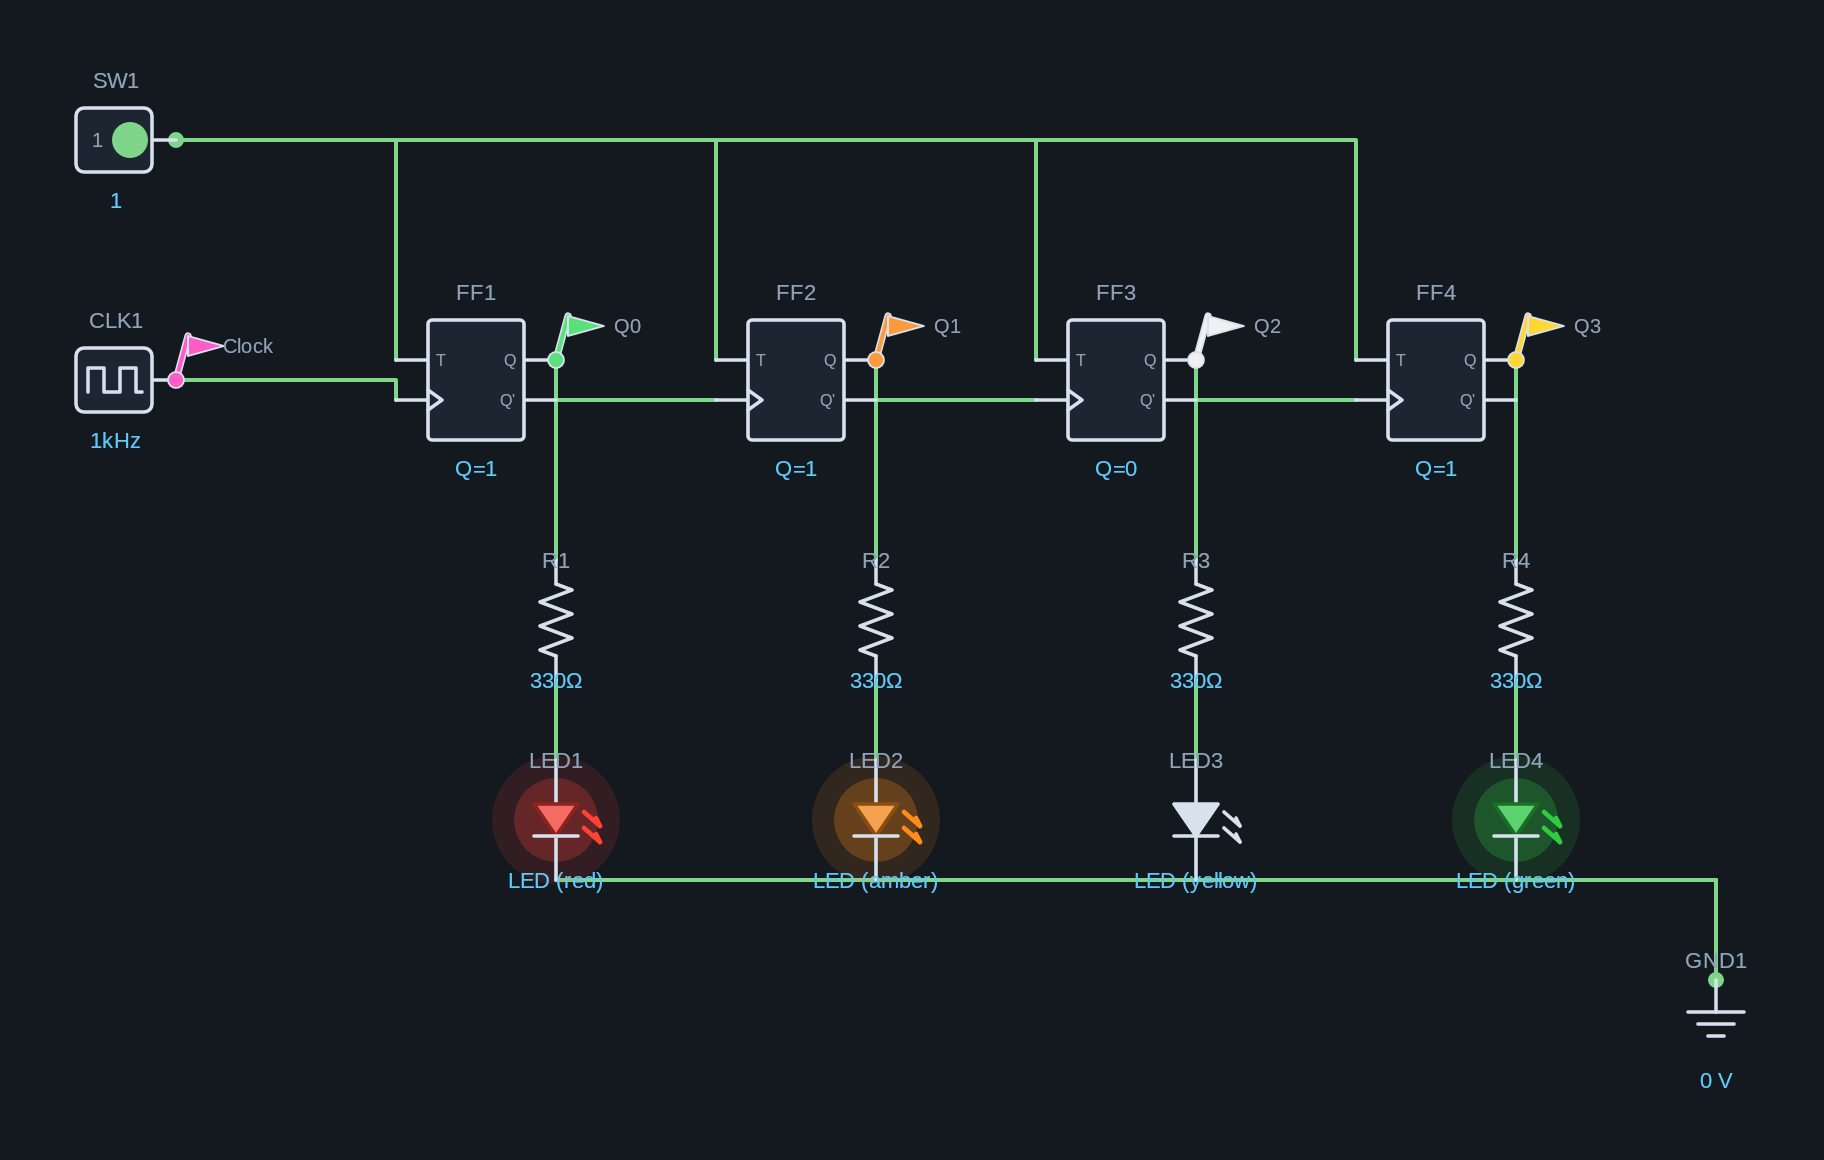 SW1
1
1
CLK1
Clock
1kHz
FF1
T
Q
Q'
Q=1
Q0
FF2
T
Q
Q'
Q=1
Q1
FF3
T
Q
Q'
Q=0
Q2
FF4
T
Q
Q'
Q=1
Q3
R1
R2
R3
R4
330Ω
330Ω
330Ω
330Ω
LED1
LED2
LED3
LED4
LED (red)
LED (amber)
LED (yellow)
LED (green)
GND1
0 V